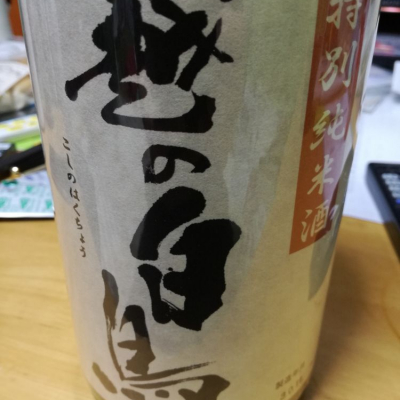 特別純米酒
越の白鳥
こしのはくちょう